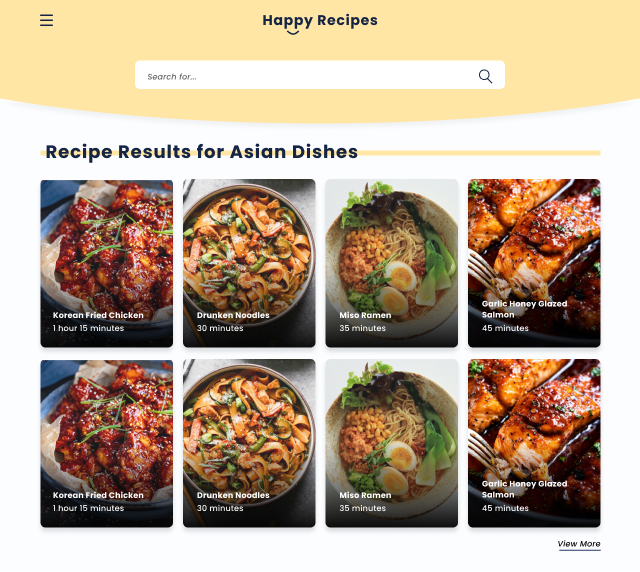 Happy Recipes
Search for...
Recipe Results for Asian Dishes
Korean Fried Chicken
1 hour 15 minutes
Drunken Noodles
30 minutes
Miso Ramen
35 minutes
Garlic Honey Glazed
Salmon
45 minutes
Korean Fried Chicken
1 hour 15 minutes
Drunken Noodles
30 minutes
Miso Ramen
35 minutes
Garlic Honey Glazed
Salmon
45 minutes
View More